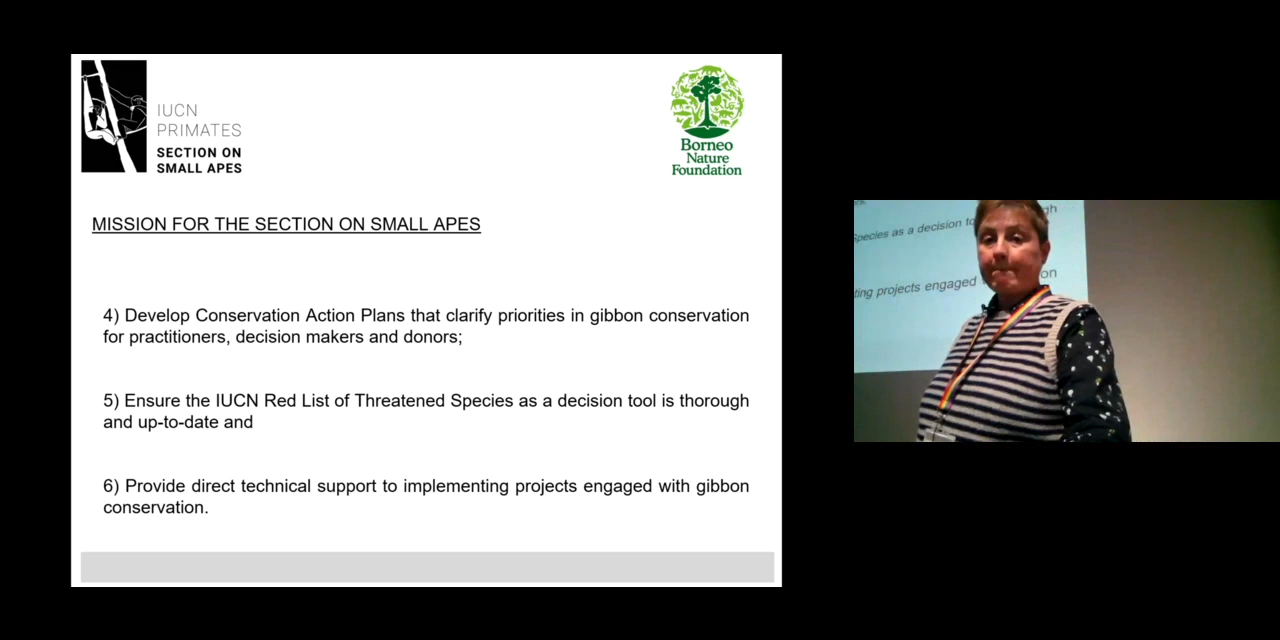 IUCN
PRIMATES
SECTION ON
SMALL APES
Borneo
Nature
Foundation
MISSION FOR THE SECTION ON SMALL APES
4) Develop Conservation Action Plans that clarify priorities in gibbon conservation
for practitioners, decision makers and donors;
5) Ensure the IUCN Red List of Threatened Species as a decision tool is thorough
and up-to-date and
6) Provide direct technical support to implementing projects engaged with gibbon
conservation.
Species as a decision to gh
ting projects engaged on